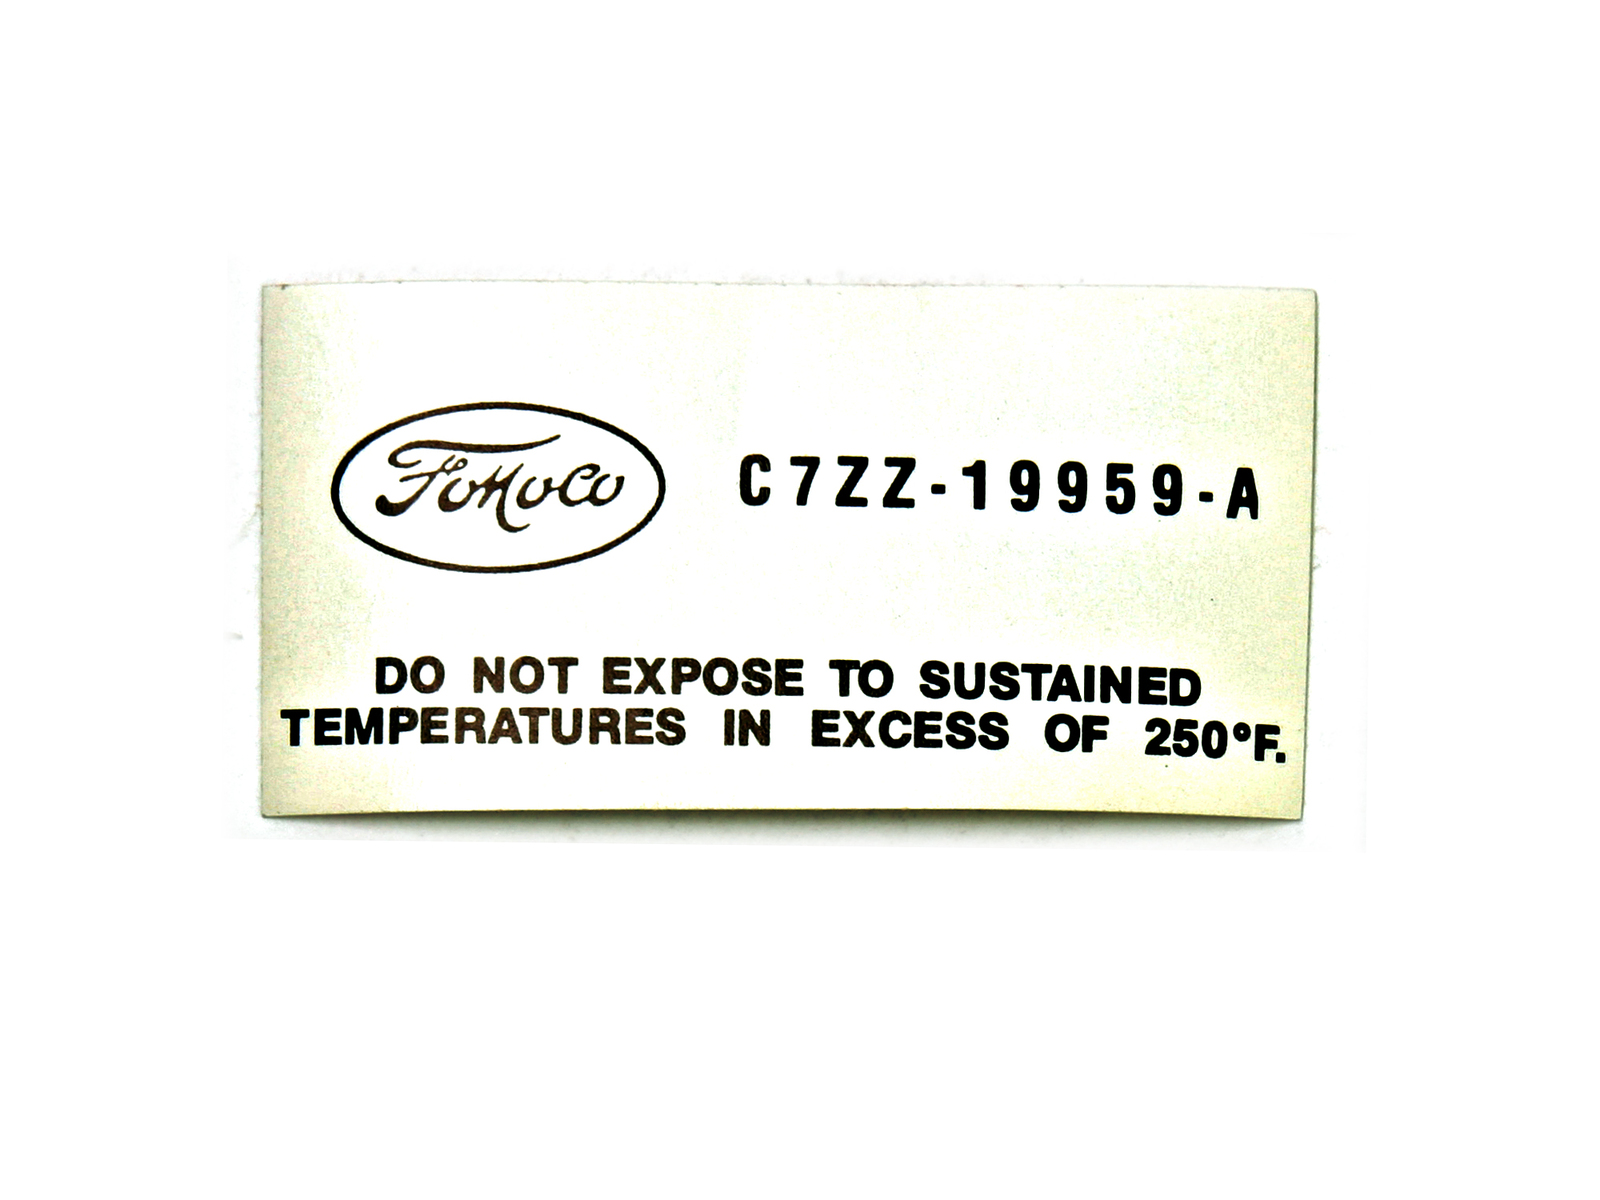 FoMoCo
C7ZZ-19959-A
DO NOT EXPOSE TO SUSTAINED
TEMPERATURES IN EXCESS OF 250°F.